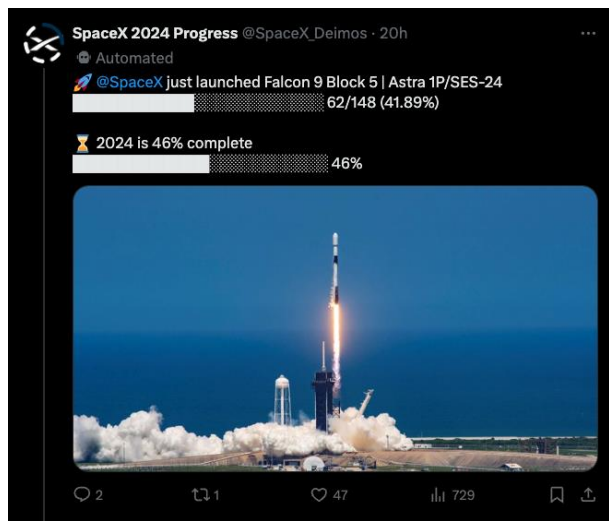 SpaceX 2024 Progress @SpaceX_Deimos · 20h
Automated
🚀 @SpaceX just launched Falcon 9 Block 5 | Astra 1P/SES-24
62/148 (41.89%)
⏳ 2024 is 46% complete
46%
2 1 47 729